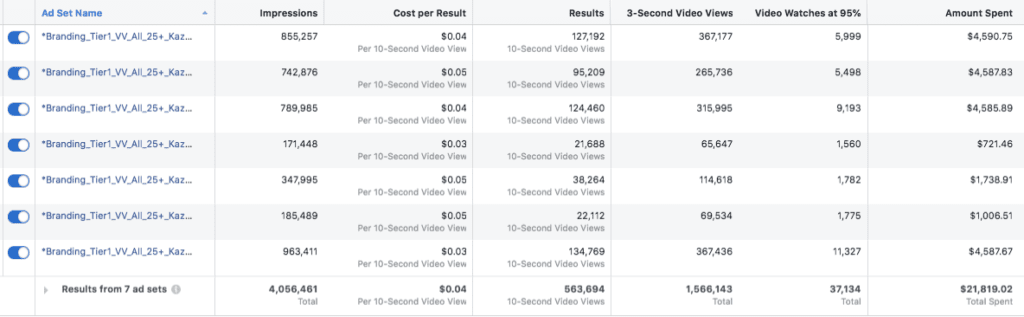 Ad Set Name Impressions Cost per Result Results 3-Second Video Views Video Watches at 95% Amount Spent
*Branding_Tier1_VV_All_25+_Kaz... 855,257 $0.04 127,192 367,177 5,999 $4,590.75
Per 10-Second Video View 10-Second Video Views
*Branding_Tier1_VV_All_25+_Kaz... 742,876 $0.05 95,209 265,736 5,498 $4,587.83
Per 10-Second Video View 10-Second Video Views
*Branding_Tier1_VV_All_25+_Kaz... 789,985 $0.04 124,460 315,995 9,193 $4,585.89
Per 10-Second Video View 10-Second Video Views
*Branding_Tier1_VV_All_25+_Kaz... 171,448 $0.03 21,688 65,647 1,560 $721.46
Per 10-Second Video View 10-Second Video Views
*Branding_Tier1_VV_All_25+_Kaz... 347,995 $0.05 38,264 114,618 1,782 $1,738.91
Per 10-Second Video View 10-Second Video Views
*Branding_Tier1_VV_All_25+_Kaz... 185,489 $0.05 22,112 69,534 1,775 $1,006.51
Per 10-Second Video View 10-Second Video Views
*Branding_Tier1_VV_All_25+_Kaz... 963,411 $0.03 134,769 367,436 11,327 $4,587.67
Per 10-Second Video View 10-Second Video Views
Results from 7 ad sets 4,056,461 $0.04 563,694 1,566,143 37,134 $21,819.02
Total Per 10-Second Video View 10-Second Video Views Total Total Total Spent